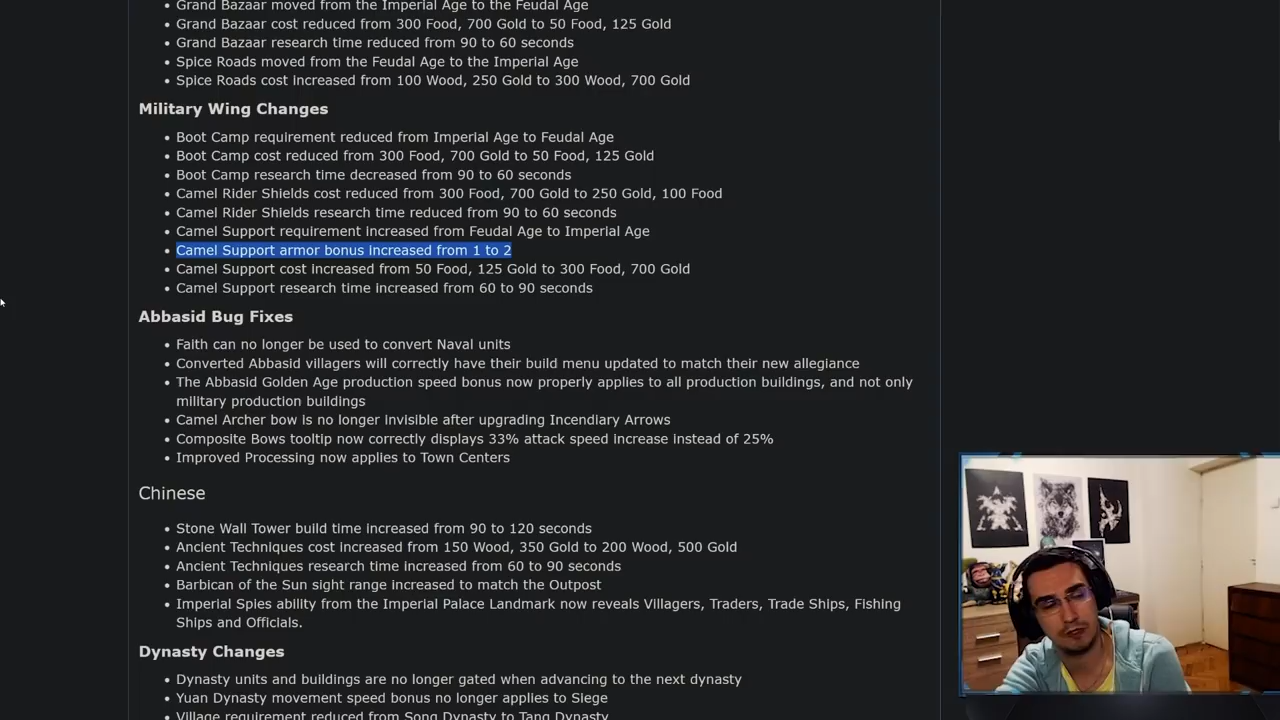 Grand Bazaar moved from the Imperial Age to the Feudal Age
Grand Bazaar cost reduced from 300 Food, 700 Gold to 50 Food, 125 Gold
Grand Bazaar research time reduced from 90 to 60 seconds
Spice Roads moved from the Feudal Age to the Imperial Age
Spice Roads cost increased from 100 Wood, 250 Gold to 300 Wood, 700 Gold
Military Wing Changes
Boot Camp requirement reduced from Imperial Age to Feudal Age
Boot Camp cost reduced from 300 Food, 700 Gold to 50 Food, 125 Gold
Boot Camp research time decreased from 90 to 60 seconds
Camel Rider Shields cost reduced from 300 Food, 700 Gold to 250 Gold, 100 Food
Camel Rider Shields research time reduced from 90 to 60 seconds
Camel Support requirement increased from Feudal Age to Imperial Age
Camel Support armor bonus increased from 1 to 2
Camel Support cost increased from 50 Food, 125 Gold to 300 Food, 700 Gold
Camel Support research time increased from 60 to 90 seconds
Abbasid Bug Fixes
Faith can no longer be used to convert Naval units
Converted Abbasid villagers will correctly have their build menu updated to match their new allegiance
The Abbasid Golden Age production speed bonus now properly applies to all production buildings, and not only
military production buildings
Camel Archer bow is no longer invisible after upgrading Incendiary Arrows
Composite Bows tooltip now correctly displays 33% attack speed increase instead of 25%
Improved Processing now applies to Town Centers
Chinese
Stone Wall Tower build time increased from 90 to 120 seconds
Ancient Techniques cost increased from 150 Wood, 350 Gold to 200 Wood, 500 Gold
Ancient Techniques research time increased from 60 to 90 seconds
Barbican of the Sun sight range increased to match the Outpost
Imperial Spies ability from the Imperial Palace Landmark now reveals Villagers, Traders, Trade Ships, Fishing
Ships and Officials.
Dynasty Changes
Dynasty units and buildings are no longer gated when advancing to the next dynasty
Yuan Dynasty movement speed bonus no longer applies to Siege
Village requirement reduced from Song Dynasty to Tang Dynasty